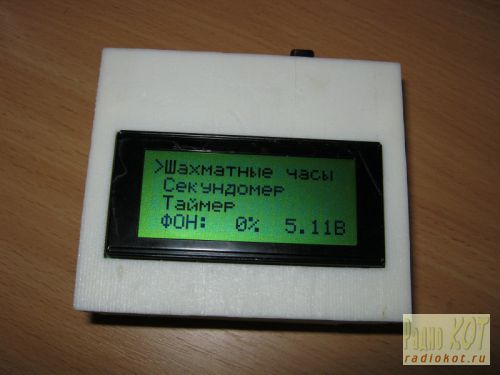 >Шахматные часы
Секундомер
Таймер
ФОН: 0% 5.11В
Радио КОТ
radiokot.ru